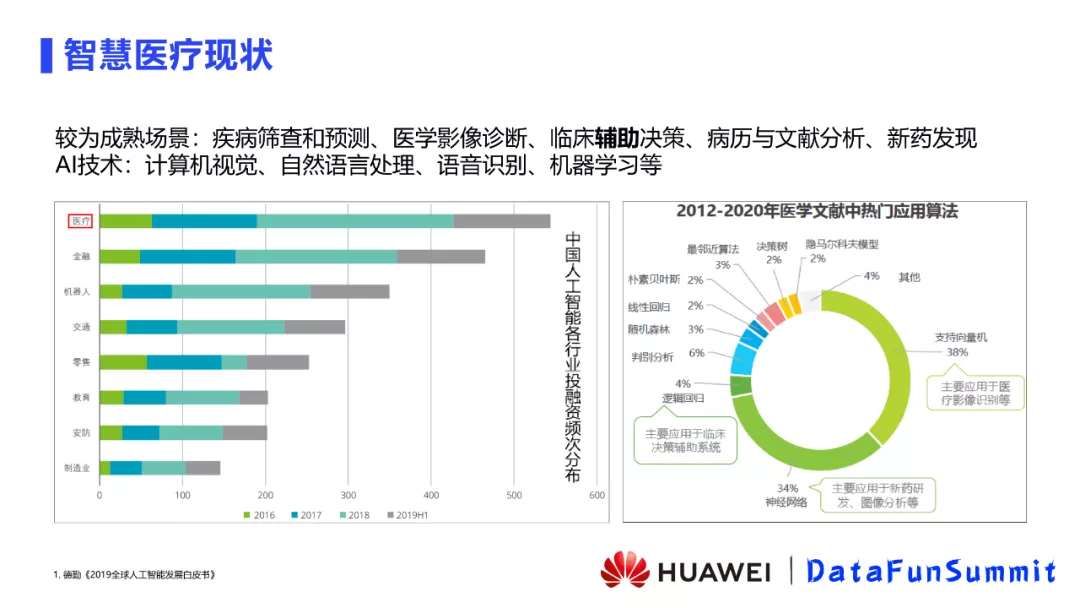 智慧医疗现状
较为成熟场景：疾病筛查和预测、医学影像诊断、临床辅助决策、病历与文献分析、新药发现
AI技术：计算机视觉、自然语言处理、语音识别、机器学习等
医疗
金融
机器人
交通
零售
教育
安防
制造业
0 100 200 300 400 500 600
2016 2017 2018 2019H1
中国人工智能各行业投融资频次分布
2012-2020年医学文献中热门应用算法
隐马尔科夫模型
2%
决策树
2%
最邻近算法
3%
朴素贝叶斯 2%
线性回归 2%
随机森林 3%
判别分析 6%
4%
逻辑回归
主要应用于临床
决策辅助系统
4% 其他
支持向量机
38%
主要应用于医
疗影像识别等
34%
神经网络
主要应用于新药研
发、图像分析等
1. 德勤《2019全球人工智能发展白皮书》
HUAWEI | DataFunSummit